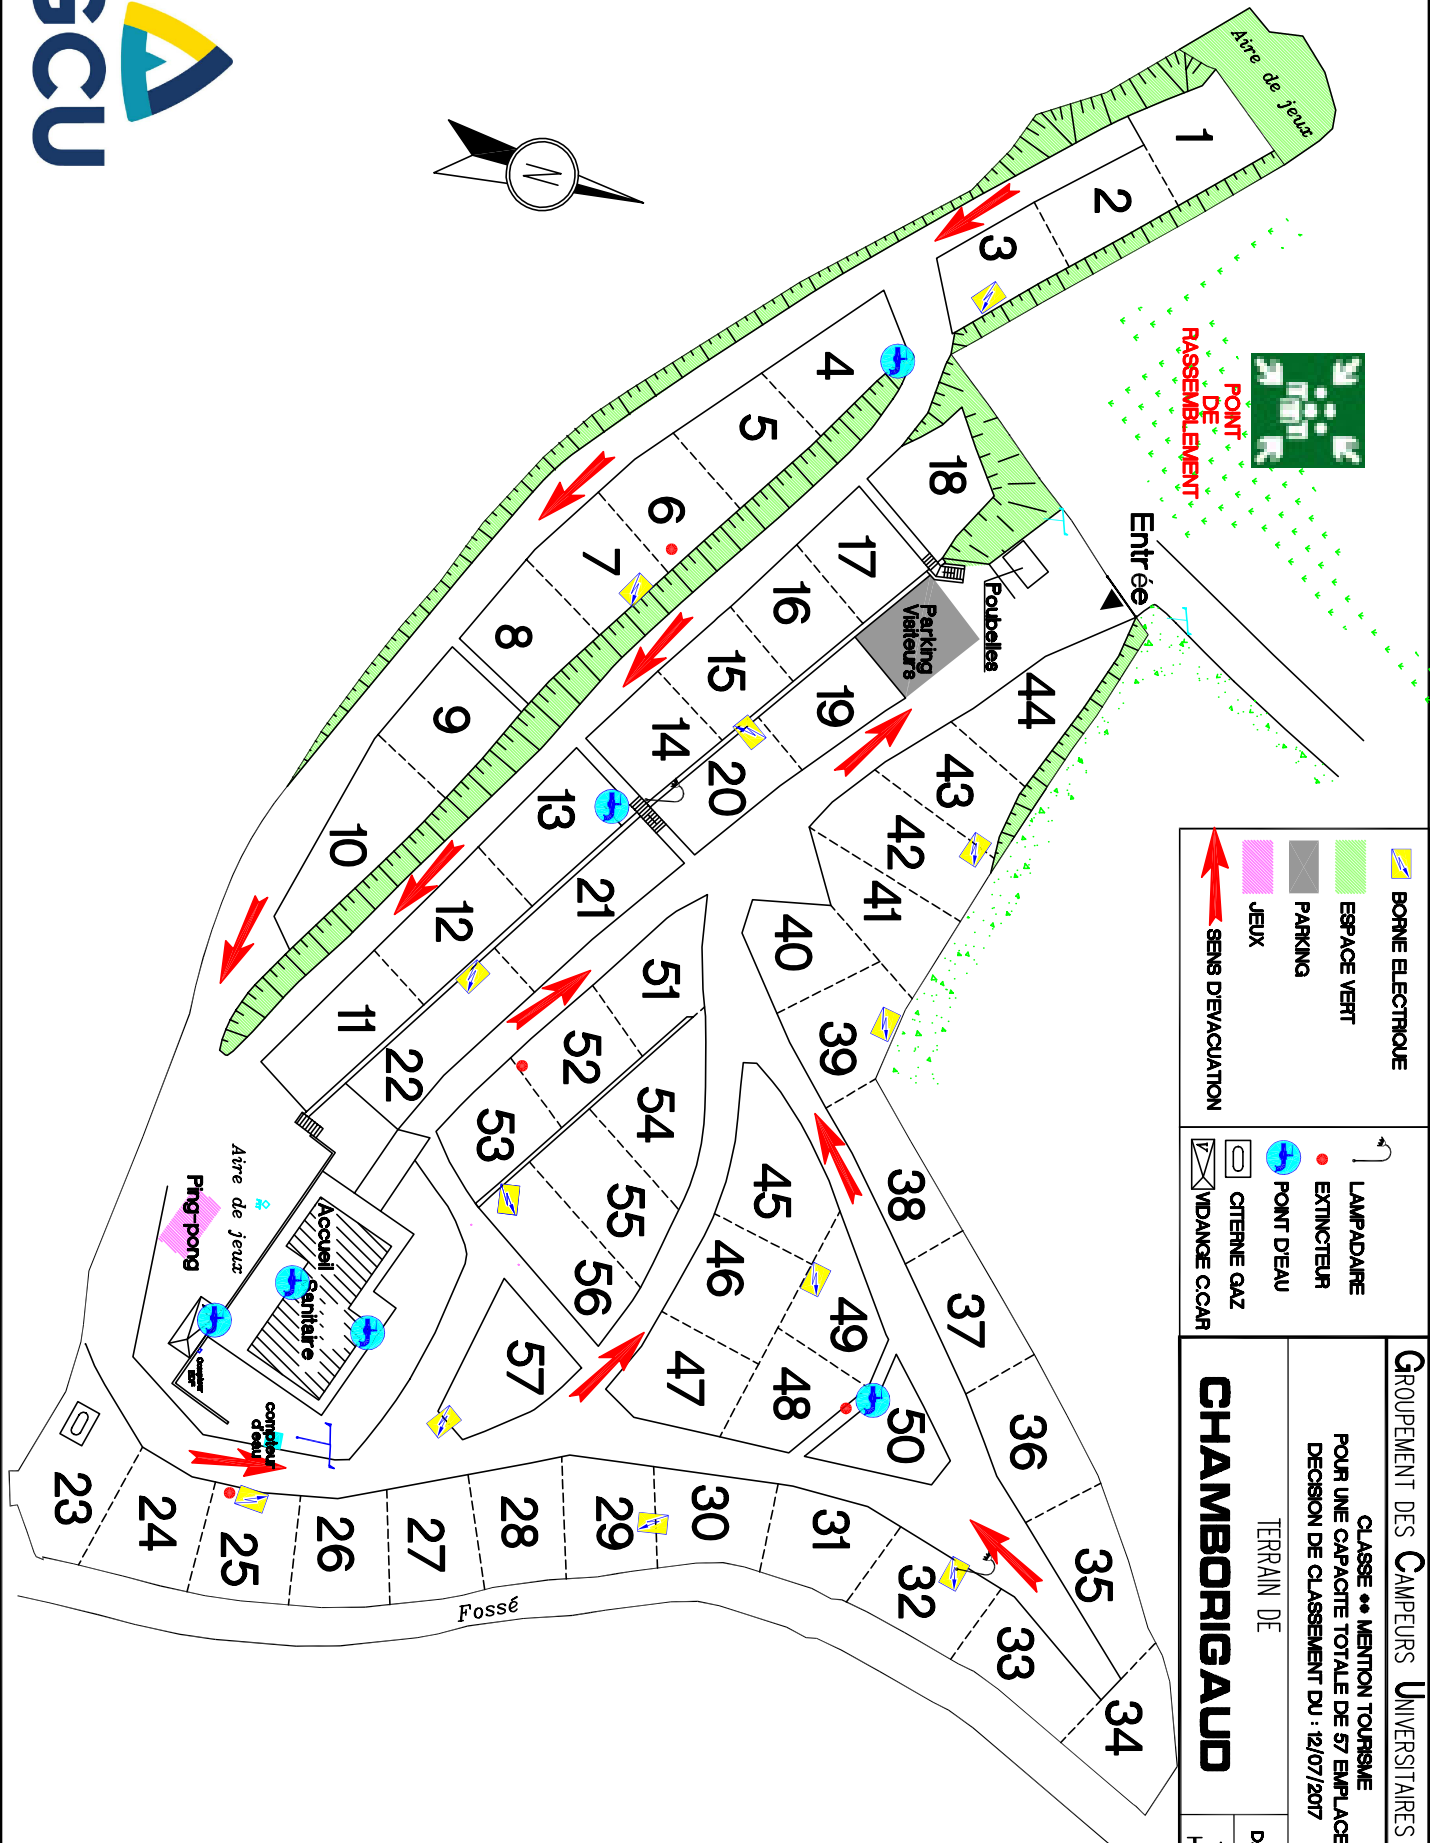 GCU
Aire de jeux
1
2
3
POINT
DE
RASSEMBLEMENT
4
5
6
7
8
9
10
18
17
16
15
14
13
12
11
Entrée
Poubelles
Parking
Visiteurs
19
20
21
22
44
43
42
41
40
39
38
37
36
35
34
33
32
31
30
29
28
27
26
25
24
23
51
52
53
54
55
56
57
45
46
47
48
49
50
Aire de jeux
Ping-pong
Accueil
Sanitaire
Compteur
EDF
compteur
d'eau
Fossé
N
BORNE ELECTRIQUE
ESPACE VERT
PARKING
JEUX
SENS D'EVACUATION
LAMPADAIRE
EXTINCTEUR
POINT D'EAU
CITERNE GAZ
VIDANGE C.CAR
GROUPEMENT DES CAMPEURS UNIVERSITAIRES
CLASSE ** MENTION TOURISME
POUR UNE CAPACITE TOTALE DE 57 EMPLACE
DECISION DE CLASSEMENT DU : 12/07/2017
TERRAIN DE
CHAMBORIGAUD